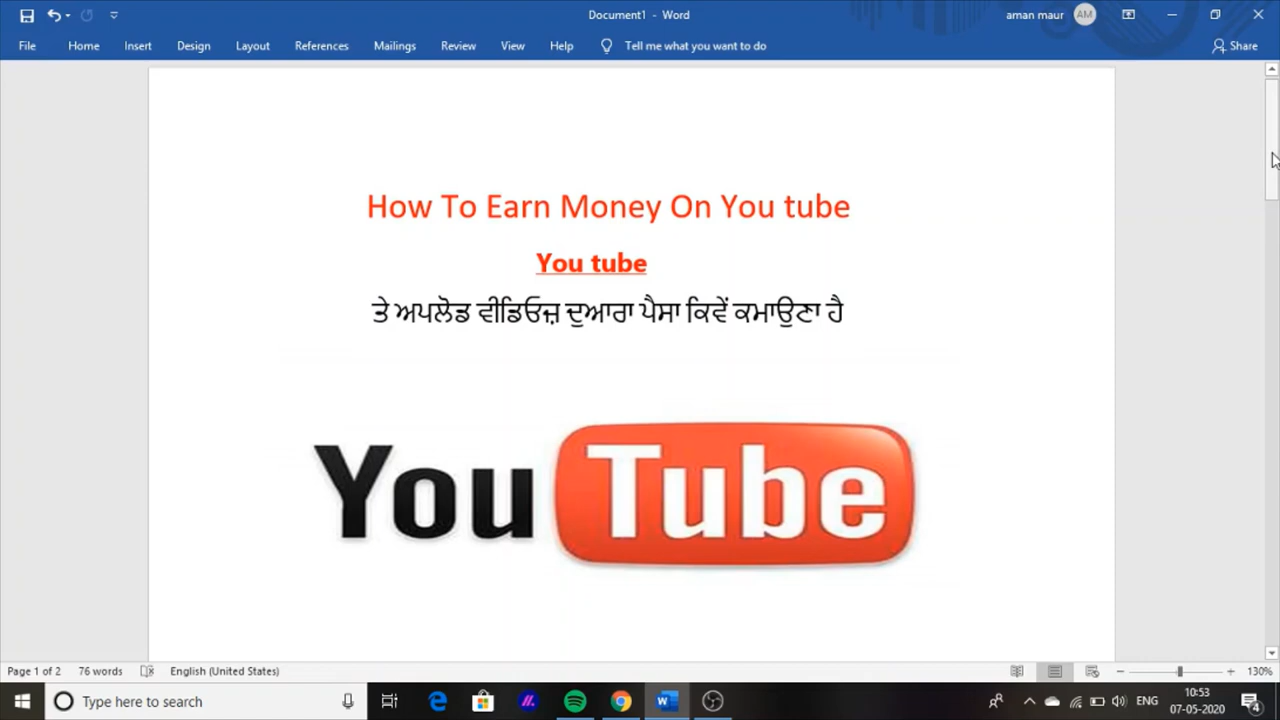 Document1 - Word
aman maur AM
File Home Insert Design Layout References Mailings Review View Help Tell me what you want to do Share
How To Earn Money On You tube
You tube
ਤੇ ਅਪਲੋਡ ਵੀਡਿਓਜ਼ ਦੁਆਰਾ ਪੈਸਾ ਕਿਵੇਂ ਕਮਾਉਣਾ ਹੈ
You Tube
Page 1 of 2 76 words English (United States) 130%
Type here to search
ENG
10:53
07-05-2020
4